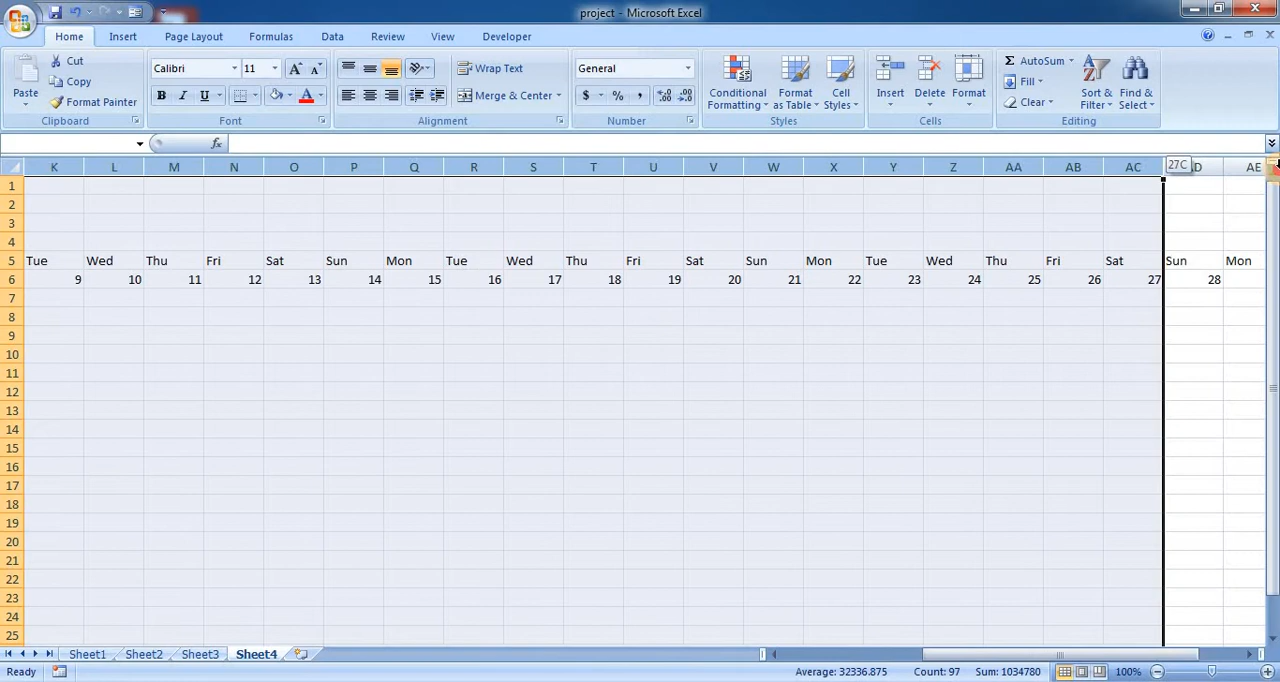 project - Microsoft Excel
Home Insert Page Layout Formulas Data Review View Developer
Cut
Copy
Format Painter
Paste
Clipboard
Calibri 11
B I U
Font
Wrap Text
Merge & Center
Alignment
General
$ % ,
Number
Conditional Formatting
Format as Table
Cell Styles
Styles
Insert Delete Format
Cells
AutoSum
Fill
Clear
Sort & Filter
Find & Select
Editing
fx
K L M N O P Q R S T U V W X Y Z AA AB AC 27C AD AE
1
2
3
4
5 Tue Wed Thu Fri Sat Sun Mon Tue Wed Thu Fri Sat Sun Mon Tue Wed Thu Fri Sat Sun Mon
6 9 10 11 12 13 14 15 16 17 18 19 20 21 22 23 24 25 26 27 28
7
8
9
10
11
12
13
14
15
16
17
18
19
20
21
22
23
24
25
Sheet1 Sheet2 Sheet3 Sheet4
Ready Average: 32336.875 Count: 97 Sum: 1034780 100%